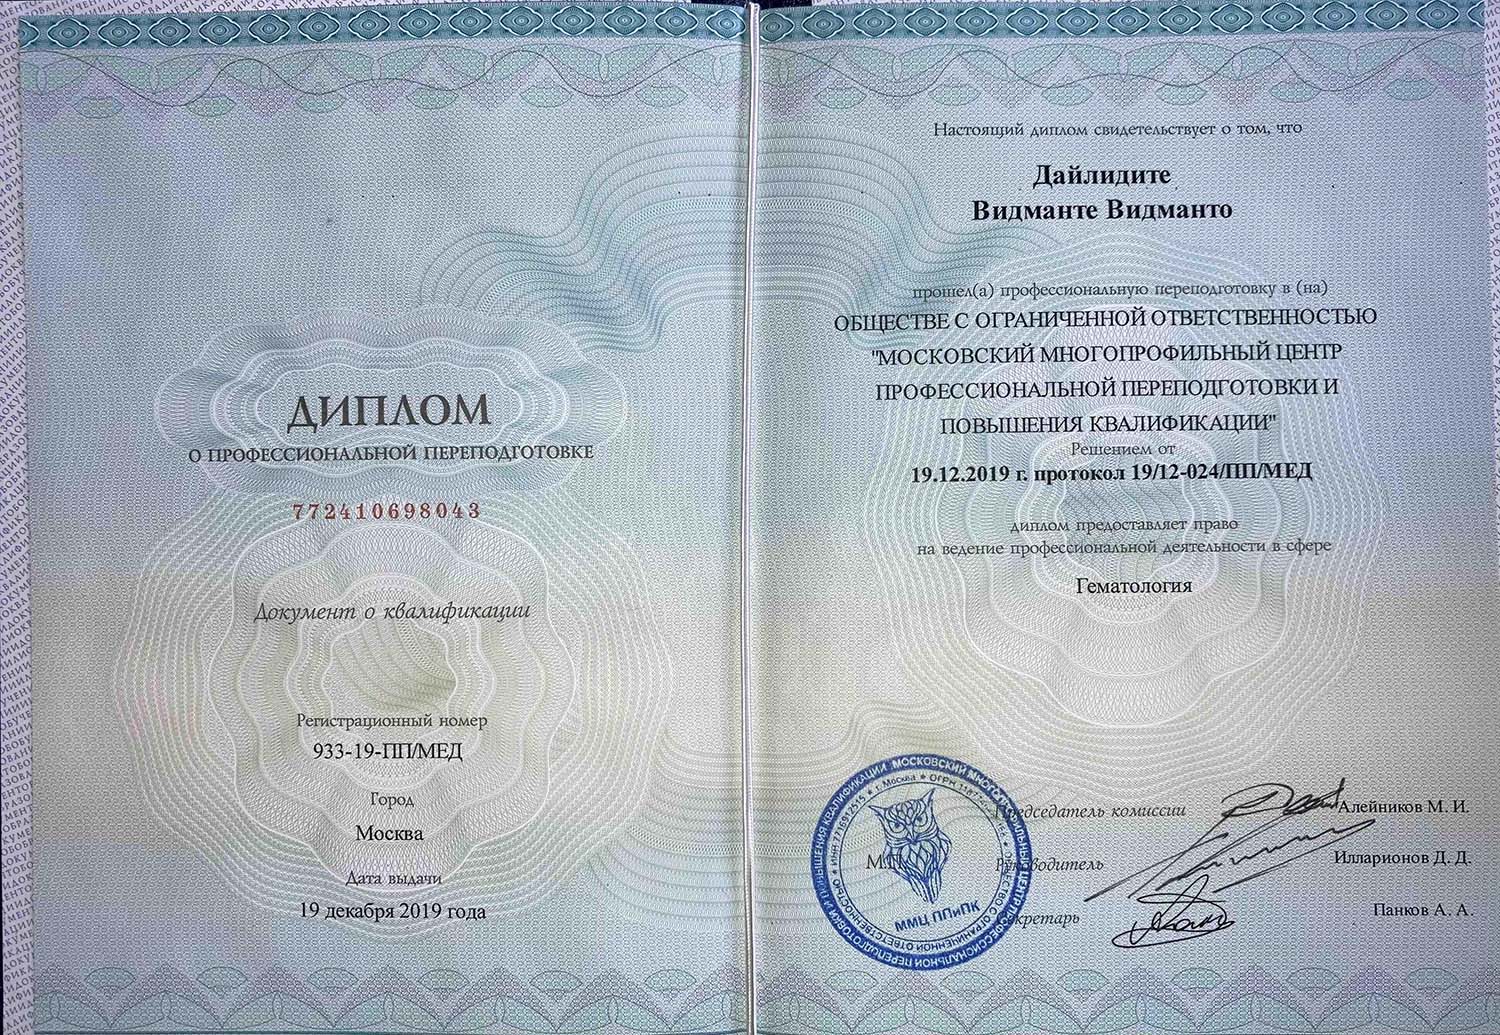 ДИПЛОМ
О ПРОФЕССИОНАЛЬНОЙ ПЕРЕПОДГОТОВКЕ
772410698043
Документ о квалификации
Регистрационный номер
933-19-ПП/МЕД
Город
Москва
Дата выдачи
19 декабря 2019 года
Настоящий диплом свидетельствует о том, что
Дайлидите
Видманте Видманто
прошел(а) профессиональную переподготовку в (на)
ОБЩЕСТВЕ С ОГРАНИЧЕННОЙ ОТВЕТСТВЕННОСТЬЮ
"МОСКОВСКИЙ МНОГОПРОФИЛЬНЫЙ ЦЕНТР
ПРОФЕССИОНАЛЬНОЙ ПЕРЕПОДГОТОВКИ И
ПОВЫШЕНИЯ КВАЛИФИКАЦИИ"
Решением от
19.12.2019 г. протокол 19/12-024/ПП/МЕД
диплом предоставляет право
на ведение профессиональной деятельности в сфере
Гематология
Председатель комиссии Алейников М. И.
М.П.
Руководитель Илларионов Д. Д.
Секретарь Панков А. А.
ММЦ ППиПК